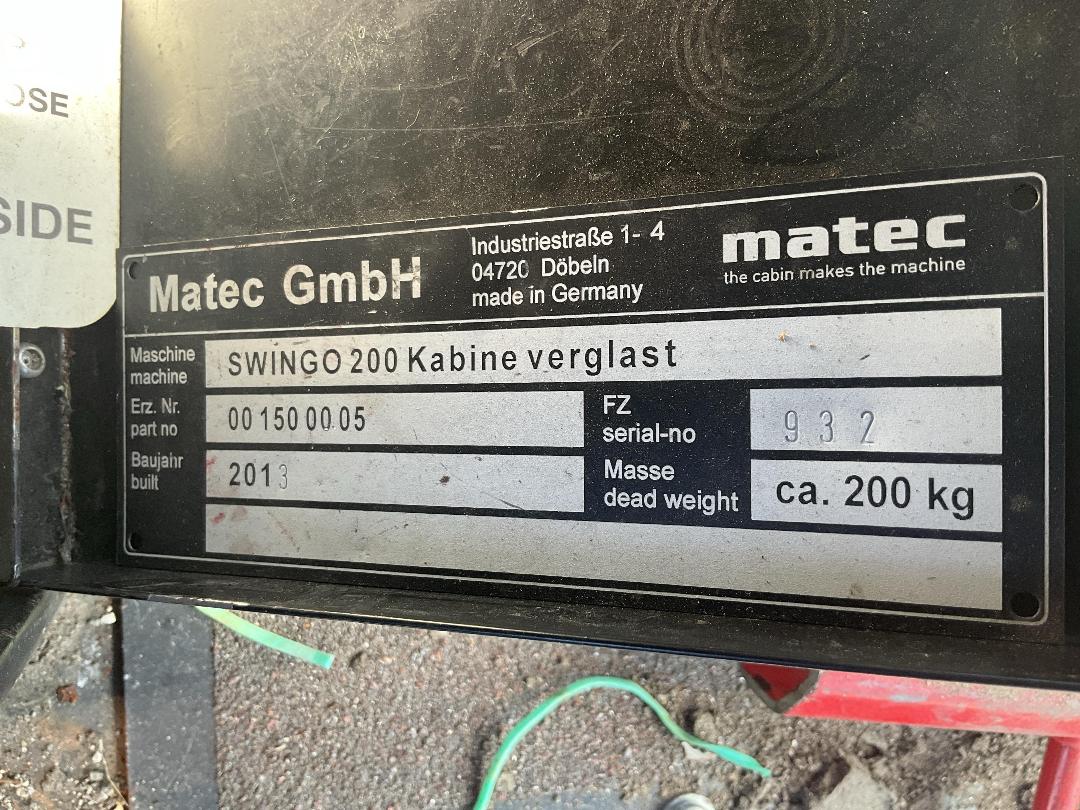 OSE
SIDE
Matec GmbH
Industriestraße 1- 4
04720 Döbeln
made in Germany
matec
the cabin makes the machine
Maschine
machine
SWINGO 200 Kabine verglast
Erz. Nr.
part no
00 150 00 05
FZ
serial-no
932
Baujahr
built
2013
Masse
dead weight
ca. 200 kg